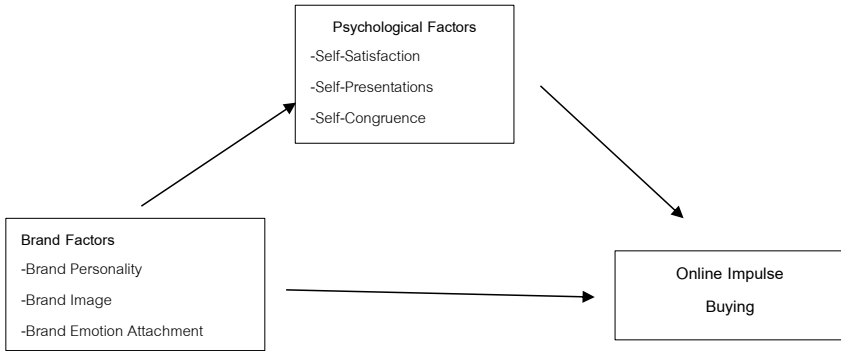 Psychological Factors
-Self-Satisfaction
-Self-Presentations
-Self-Congruence
Brand Factors
-Brand Personality
-Brand Image
-Brand Emotion Attachment
Online Impulse
Buying